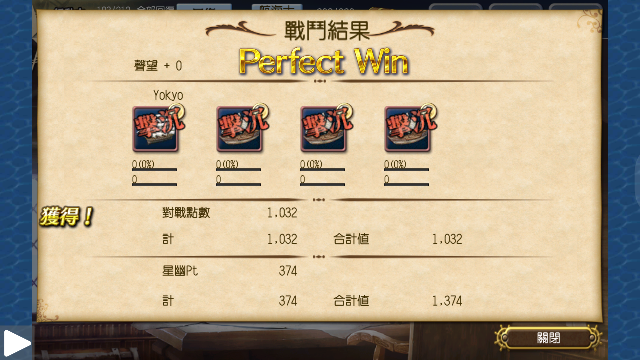 戰鬥結果
聲望 + 0
Perfect Win
Yokyo
擊沉 擊沉 擊沉 擊沉
0(0%) 0(0%) 0(0%) 0(0%)
0 0 0 0
獲得！
對戰點數 1.032
計 1.032 合計値 1.032
星幽Pt 374
計 374 合計値 1.374
關閉